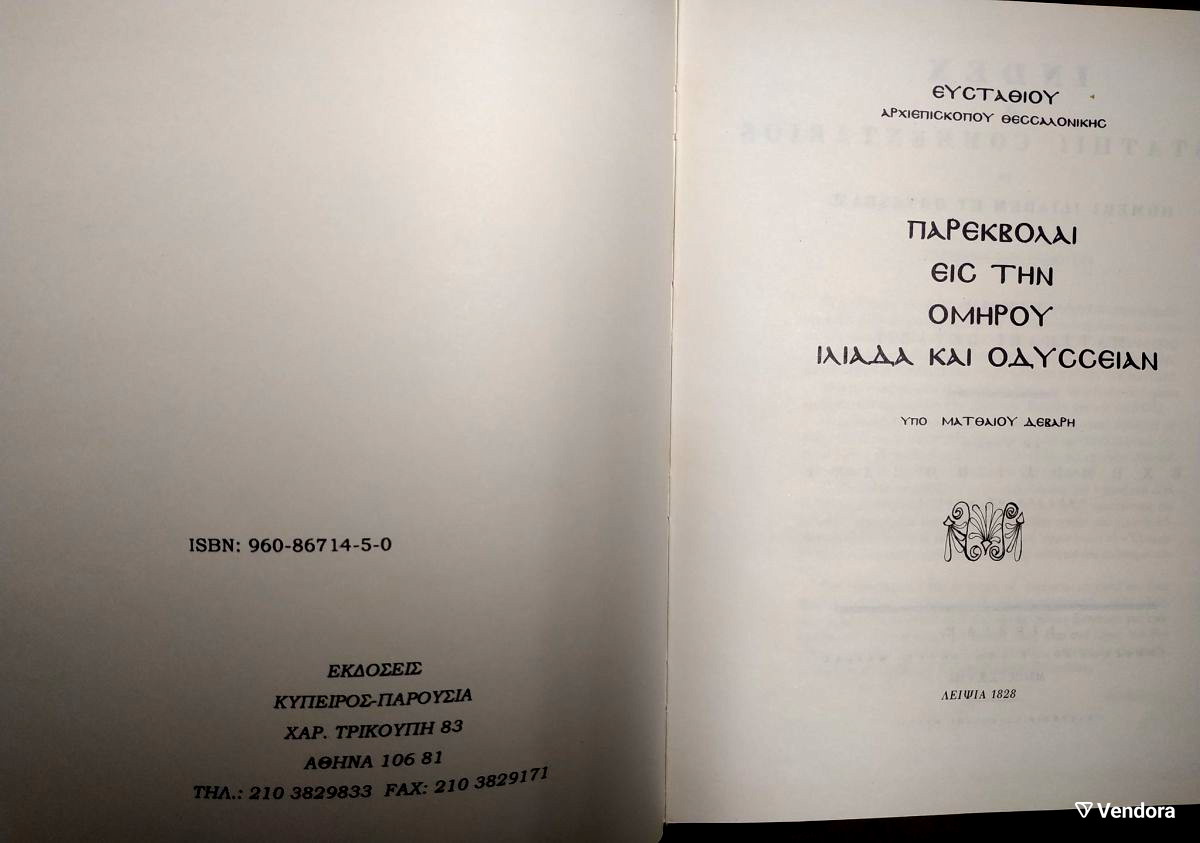 ISBN: 960-86714-5-0
ΕΚΔΟΣΕΙΣ
ΚΥΠΕΙΡΟΣ-ΠΑΡΟΥΣΙΑ
ΧΑΡ. ΤΡΙΚΟΥΠΗ 83
ΑΘΗΝΑ 106 81
ΤΗΛ.: 210 3829833 FAX: 210 3829171
ΕΥϹΤΑΘΙΟΥ
ΑΡΧΙΕΠΙϹΚΟΠΟΥ ΘΕϹϹΑΛΟΝΙΚΗϹ
ΠΑΡΕΚΒΟΛΑΙ
ΕΙϹ ΤΗΝ
ΟΜΗΡΟΥ
ΙΛΙΑΔΑ ΚΑΙ ΟΔΥϹϹΕΙΑΝ
ΥΠΟ ΜΑΤΘΑΙΟΥ ΔΕΒΑΡΗ
ΛΕΙΨΙΑ 1828
Vendora